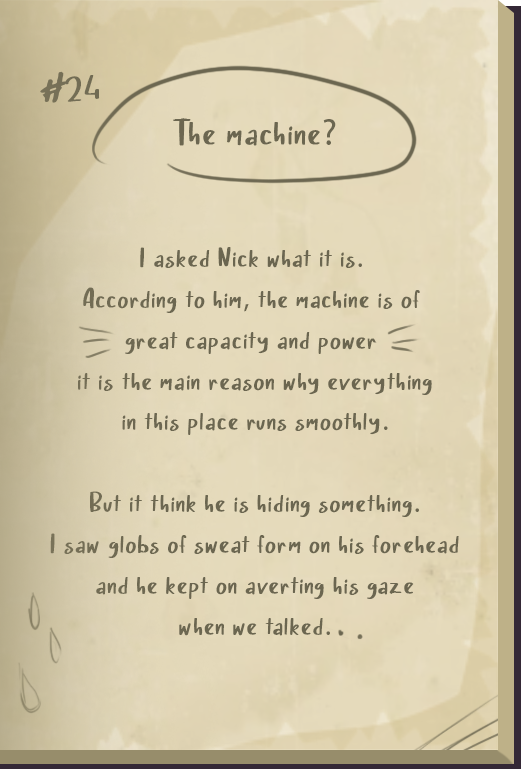 #24
The machine?
I asked Nick what it is.
According to him, the machine is of
great capacity and power
it is the main reason why everything
in this place runs smoothly.
But it think he is hiding something.
I saw globs of sweat form on his forehead
and he kept on averting his gaze
when we talked. . .